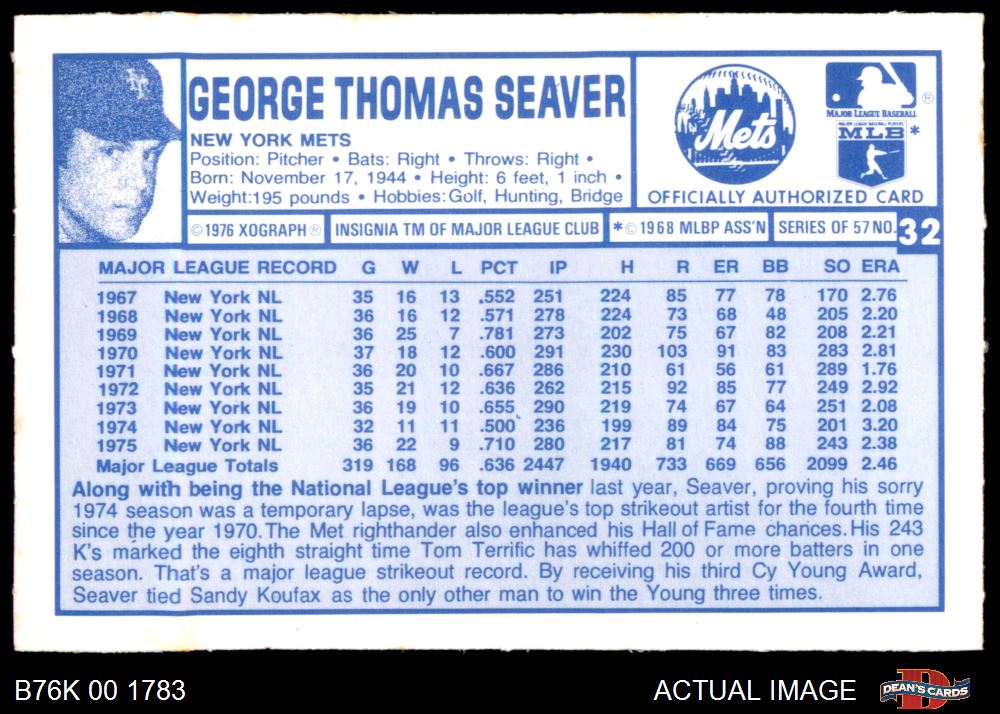 NY
GEORGE THOMAS SEAVER
NEW YORK METS
Position: Pitcher • Bats: Right • Throws: Right •
Born: November 17, 1944 • Height: 6 feet, 1 inch •
Weight:195 pounds • Hobbies:Golf, Hunting, Bridge
Mets
®
MAJOR LEAGUE BASEBALL
MAJOR LEAGUE BASEBALL PLAYERS
MLB *
OFFICIALLY AUTHORIZED CARD
©1976 XOGRAPH® INSIGNIA TM OF MAJOR LEAGUE CLUB *©1968 MLBP ASS'N SERIES OF 57 NO. 32
MAJOR LEAGUE RECORD G W L PCT IP H R ER BB SO ERA
1967 New York NL 35 16 13 .552 251 224 85 77 78 170 2.76
1968 New York NL 36 16 12 .571 278 224 73 68 48 205 2.20
1969 New York NL 36 25 7 .781 273 202 75 67 82 208 2.21
1970 New York NL 37 18 12 .600 291 230 103 91 83 283 2.81
1971 New York NL 36 20 10 .667 286 210 61 56 61 289 1.76
1972 New York NL 35 21 12 .636 262 215 92 85 77 249 2.92
1973 New York NL 36 19 10 .655 290 219 74 67 64 251 2.08
1974 New York NL 32 11 11 .500 236 199 89 84 75 201 3.20
1975 New York NL 36 22 9 .710 280 217 81 74 88 243 2.38
Major League Totals 319 168 96 .636 2447 1940 733 669 656 2099 2.46
Along with being the National League's top winner last year, Seaver, proving his sorry
1974 season was a temporary lapse, was the league's top strikeout artist for the fourth time
since the year 1970. The Met righthander also enhanced his Hall of Fame chances. His 243
K's marked the eighth straight time Tom Terrific has whiffed 200 or more batters in one
season. That's a major league strikeout record. By receiving his third Cy Young Award,
Seaver tied Sandy Koufax as the only other man to win the Young three times.
B76K 00 1783
ACTUAL IMAGE
D
DEAN'S CARDS